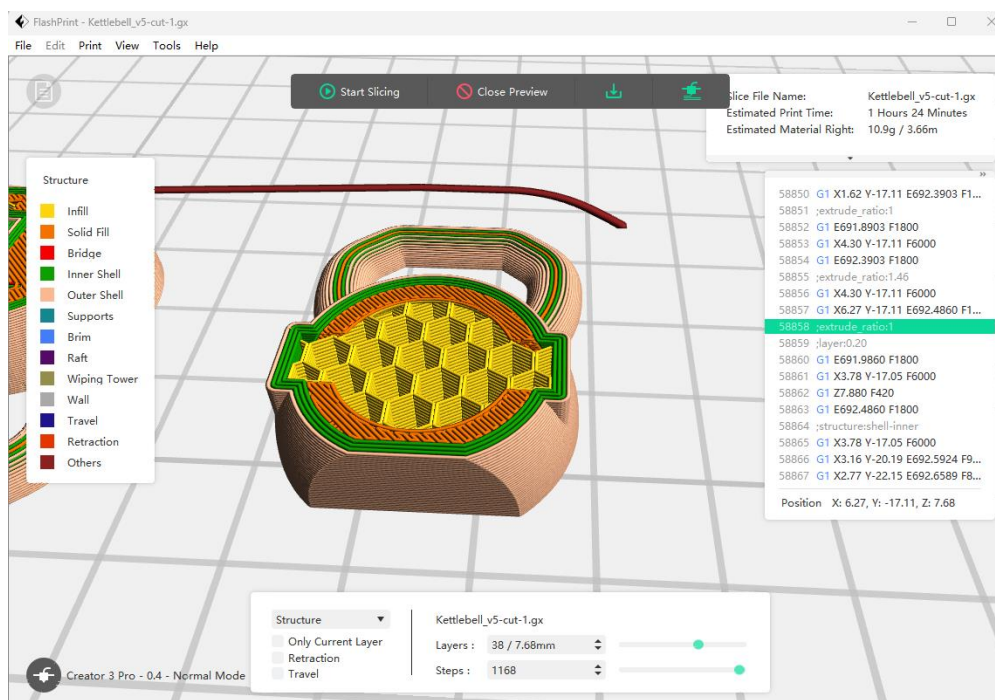 FlashPrint - Kettlebell_v5-cut-1.gx
File Edit Print View Tools Help
Start Slicing Close Preview
Slice File Name: Kettlebell_v5-cut-1.gx
Estimated Print Time: 1 Hours 24 Minutes
Estimated Material Right: 10.9g / 3.66m
Structure
Infill
Solid Fill
Bridge
Inner Shell
Outer Shell
Supports
Brim
Raft
Wiping Tower
Wall
Travel
Retraction
Others
58850 G1 X1.62 Y-17.11 E692.3903 F1...
58851 ;extrude_ratio:1
58852 G1 E691.8903 F1800
58853 G1 X4.30 Y-17.11 F6000
58854 G1 E692.3903 F1800
58855 ;extrude_ratio:1.46
58856 G1 X4.30 Y-17.11 F6000
58857 G1 X6.27 Y-17.11 E692.4860 F1...
58858 ;extrude_ratio:1
58859 ;layer:0.20
58860 G1 E691.9860 F1800
58861 G1 X3.78 Y-17.05 F6000
58862 G1 Z7.880 F420
58863 G1 E692.4860 F1800
58864 ;structure:shell-inner
58865 G1 X3.78 Y-17.05 F6000
58866 G1 X3.16 Y-20.19 E692.5924 F9...
58867 G1 X2.77 Y-22.15 E692.6589 F8...
Position X: 6.27, Y: -17.11, Z: 7.68
Structure
Only Current Layer
Retraction
Travel
Kettlebell_v5-cut-1.gx
Layers : 38 / 7.68mm
Steps : 1168
Creator 3 Pro - 0.4 - Normal Mode